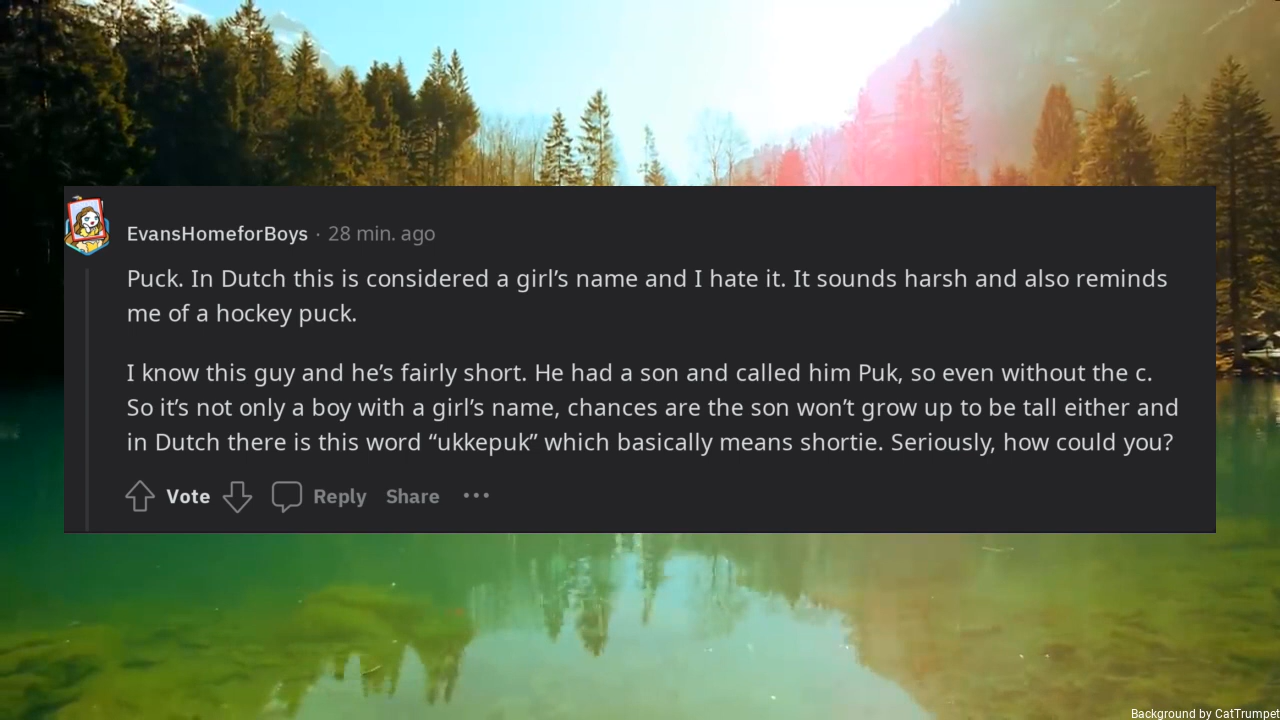 EvansHomeforBoys · 28 min. ago
Puck. In Dutch this is considered a girl’s name and I hate it. It sounds harsh and also reminds
me of a hockey puck.
I know this guy and he’s fairly short. He had a son and called him Puk, so even without the c.
So it’s not only a boy with a girl’s name, chances are the son won’t grow up to be tall either and
in Dutch there is this word “ukkepuk” which basically means shortie. Seriously, how could you?
Vote Reply Share •••
Background by CatTrumpet